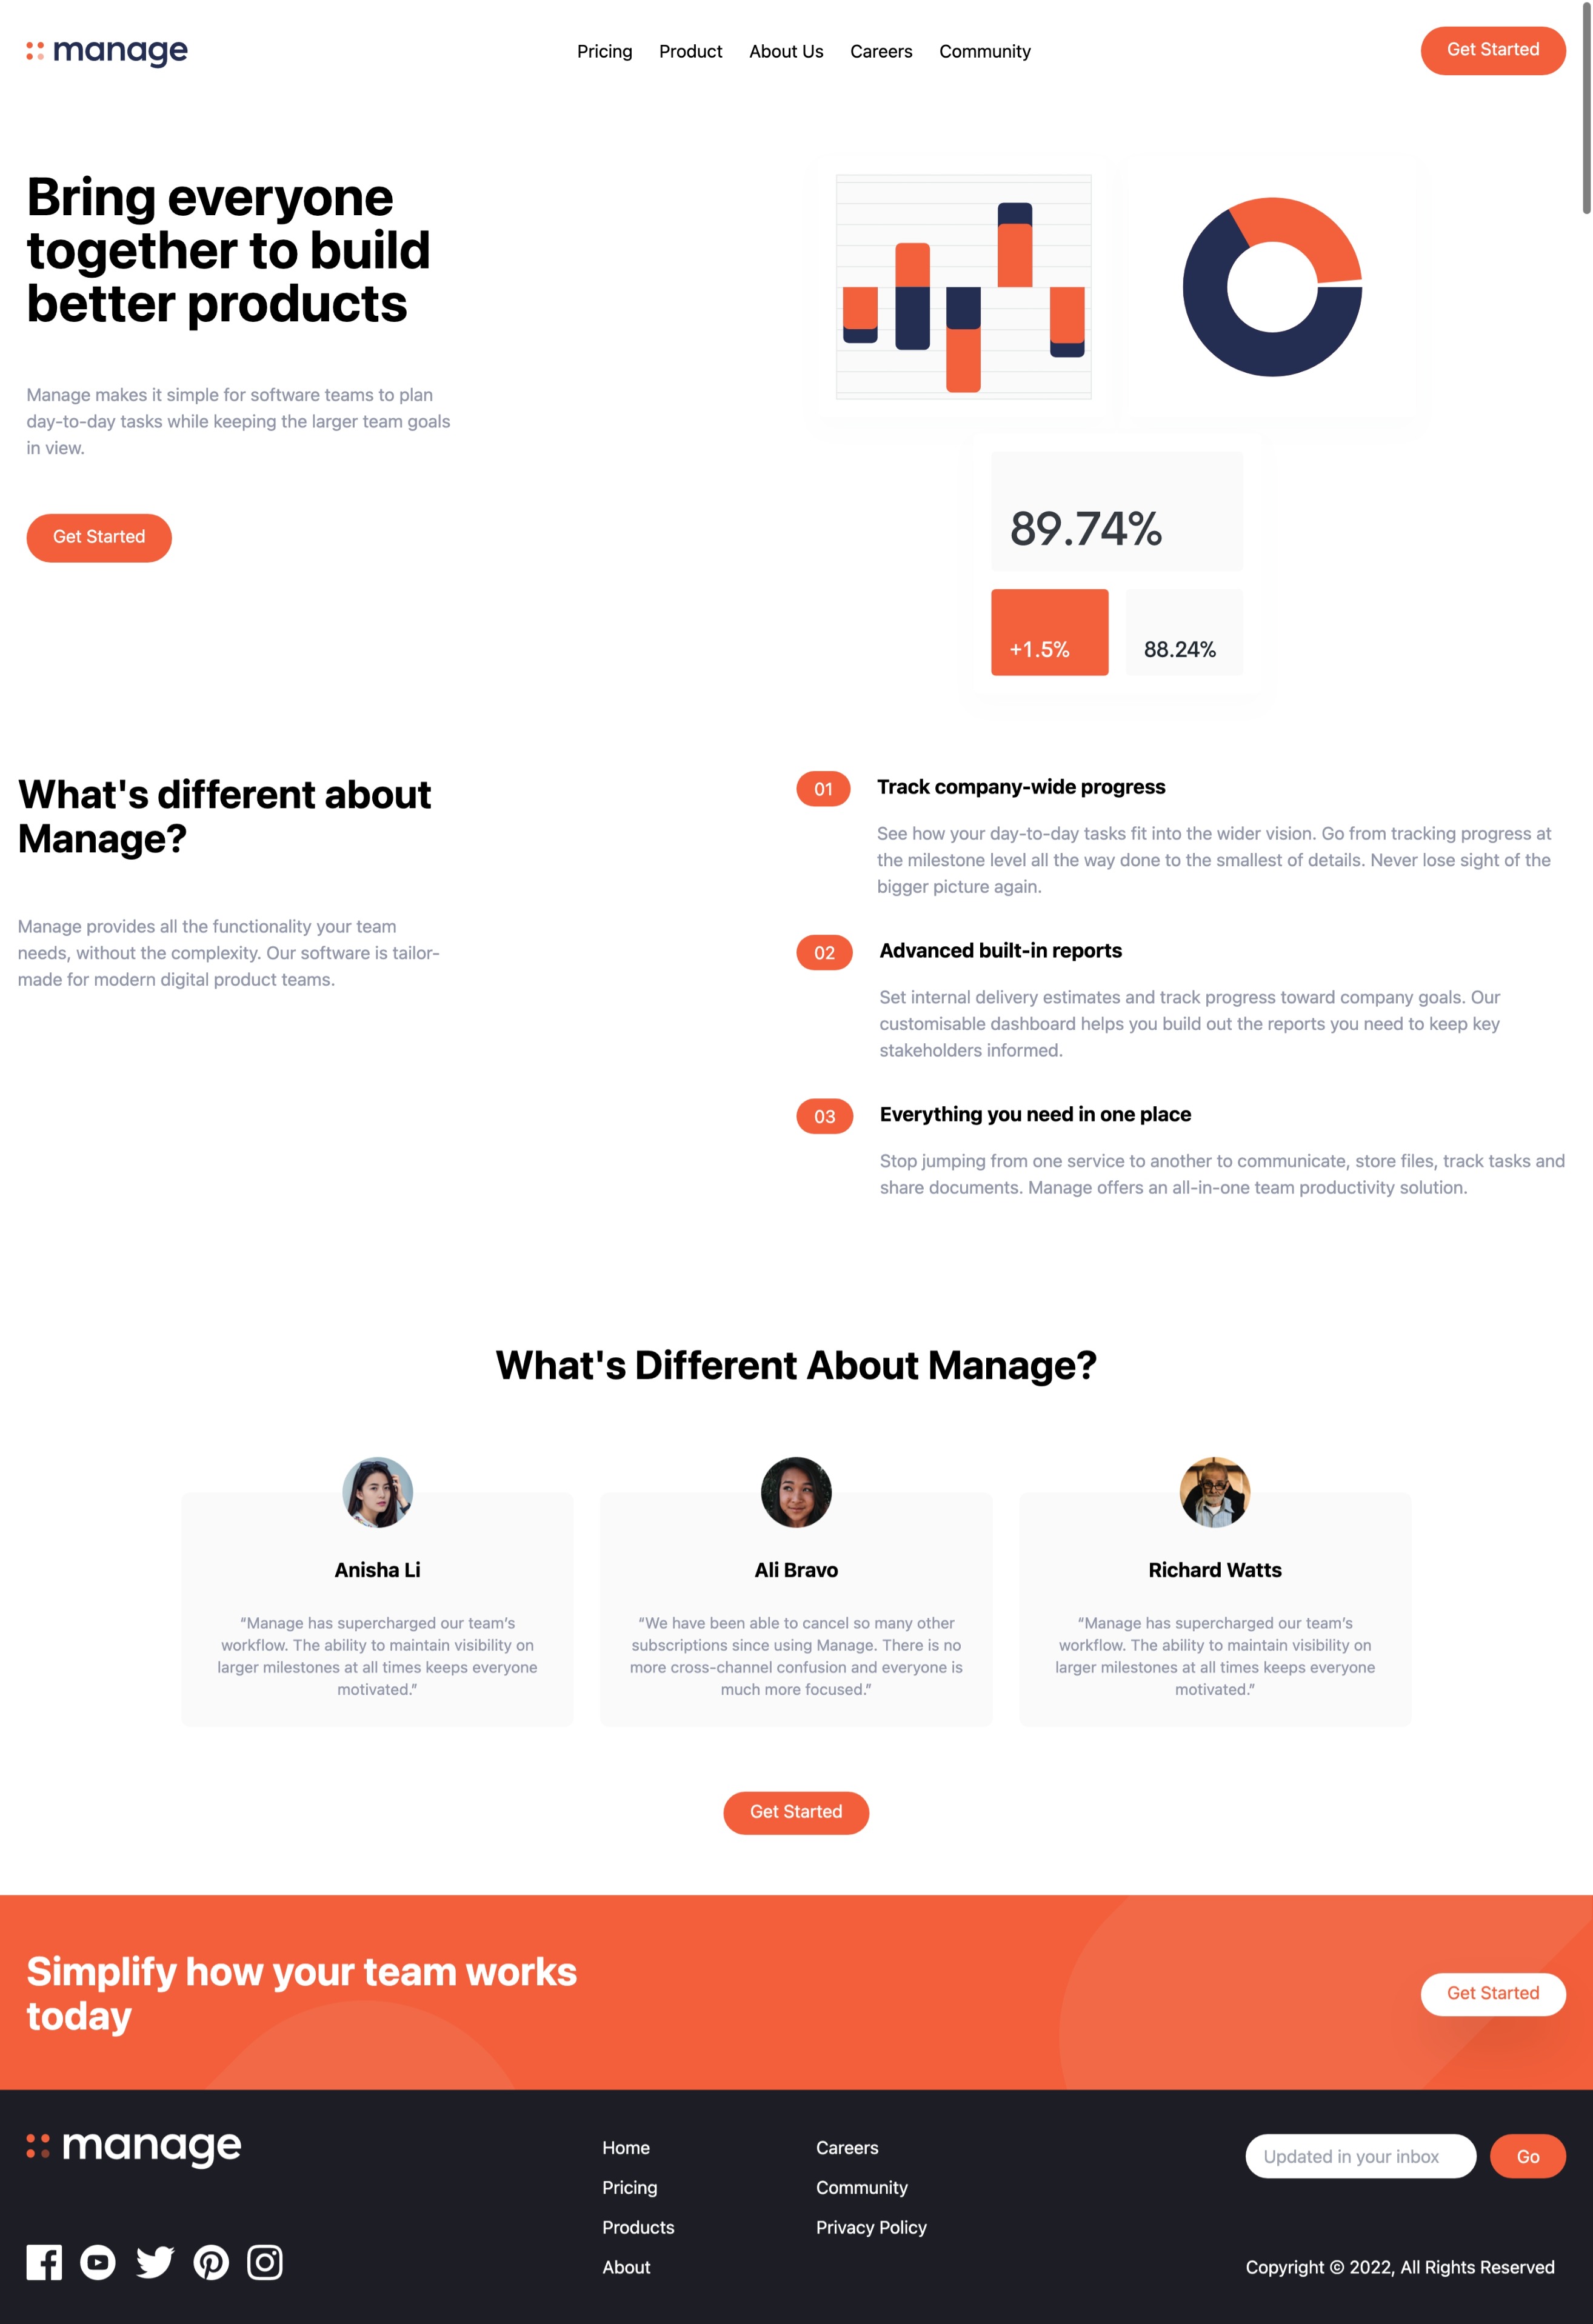 manage
Pricing Product About Us Careers Community
Get Started
Bring everyone
together to build
better products
Manage makes it simple for software teams to plan
day-to-day tasks while keeping the larger team goals
in view.
Get Started
89.74%
+1.5%
88.24%
What's different about
Manage?
Manage provides all the functionality your team
needs, without the complexity. Our software is tailor-
made for modern digital product teams.
01
Track company-wide progress
See how your day-to-day tasks fit into the wider vision. Go from tracking progress at
the milestone level all the way done to the smallest of details. Never lose sight of the
bigger picture again.
02
Advanced built-in reports
Set internal delivery estimates and track progress toward company goals. Our
customisable dashboard helps you build out the reports you need to keep key
stakeholders informed.
03
Everything you need in one place
Stop jumping from one service to another to communicate, store files, track tasks and
share documents. Manage offers an all-in-one team productivity solution.
What's Different About Manage?
Anisha Li
“Manage has supercharged our team’s
workflow. The ability to maintain visibility on
larger milestones at all times keeps everyone
motivated.”
Ali Bravo
“We have been able to cancel so many other
subscriptions since using Manage. There is no
more cross-channel confusion and everyone is
much more focused.”
Richard Watts
“Manage has supercharged our team’s
workflow. The ability to maintain visibility on
larger milestones at all times keeps everyone
motivated.”
Get Started
Simplify how your team works
today
Get Started
manage
Home
Pricing
Products
About
Careers
Community
Privacy Policy
Updated in your inbox
Go
Copyright © 2022, All Rights Reserved